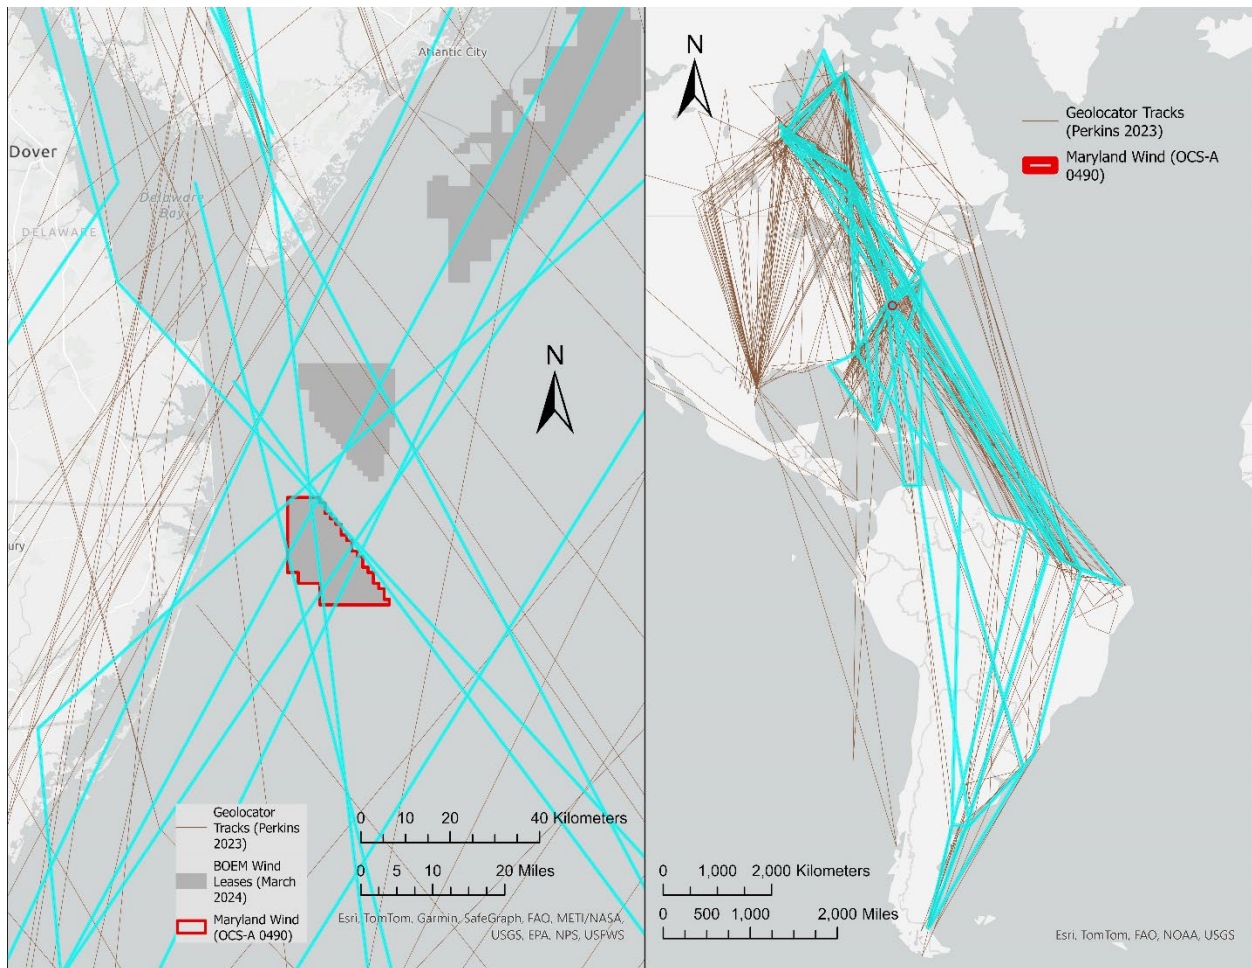 Atlantic City
Dover
Delaware
Bay
DELAWARE
N
ury
Geolocator
Tracks (Perkins
2023)
BOEM Wind
Leases (March
2024)
Maryland Wind
(OCS-A 0490)
0 10 20 40 Kilometers
0 5 10 20 Miles
Esri, TomTom, Garmin, SafeGraph, FAO, METI/NASA,
USGS, EPA, NPS, USFWS
N
Geolocator Tracks
(Perkins 2023)
Maryland Wind (OCS-A
0490)
0 1,000 2,000 Kilometers
0 500 1,000 2,000 Miles
Esri, TomTom, FAO, NOAA, USGS